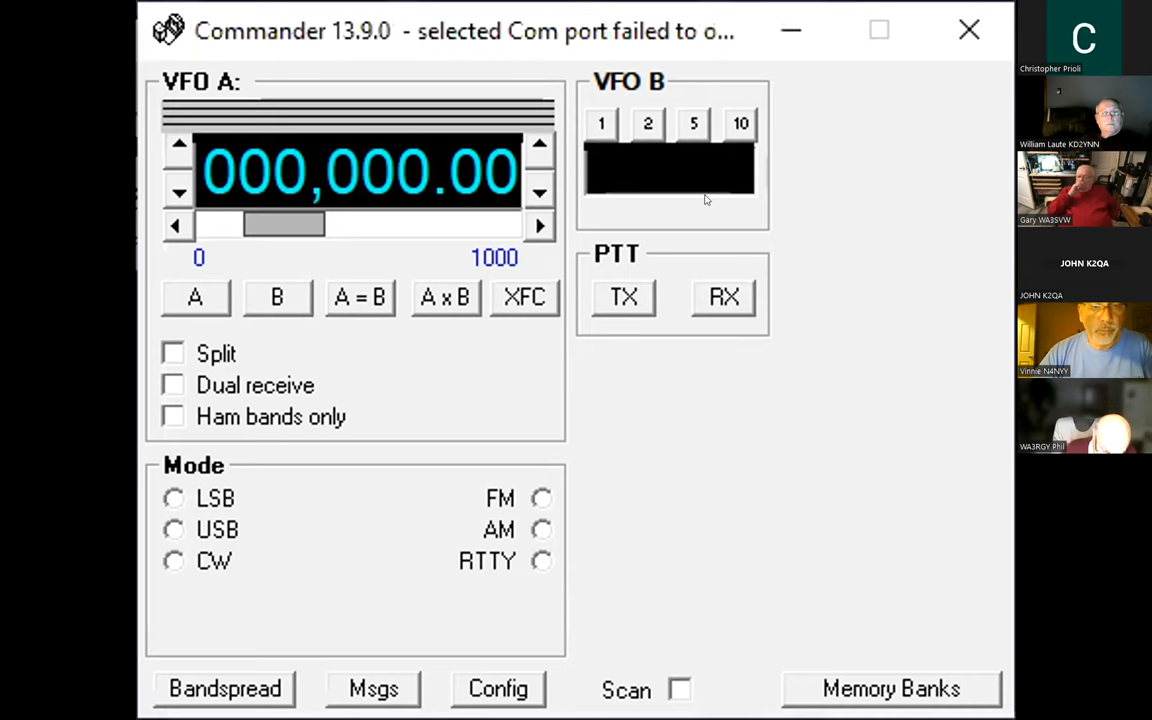 Commander 13.9.0 - selected Com port failed to o...
VFO A:
000,000.00
0 1000
A B A = B A x B XFC
Split
Dual receive
Ham bands only
VFO B
1 2 5 10
PTT
TX RX
Mode
LSB FM
USB AM
CW RTTY
Bandspread Msgs Config Scan Memory Banks
C
Christopher Prioli
William Laute KD2YNN
Gary WA3SVW
JOHN K2QA
JOHN K2QA
Vinnie N4NYY
WA3RGY Phil